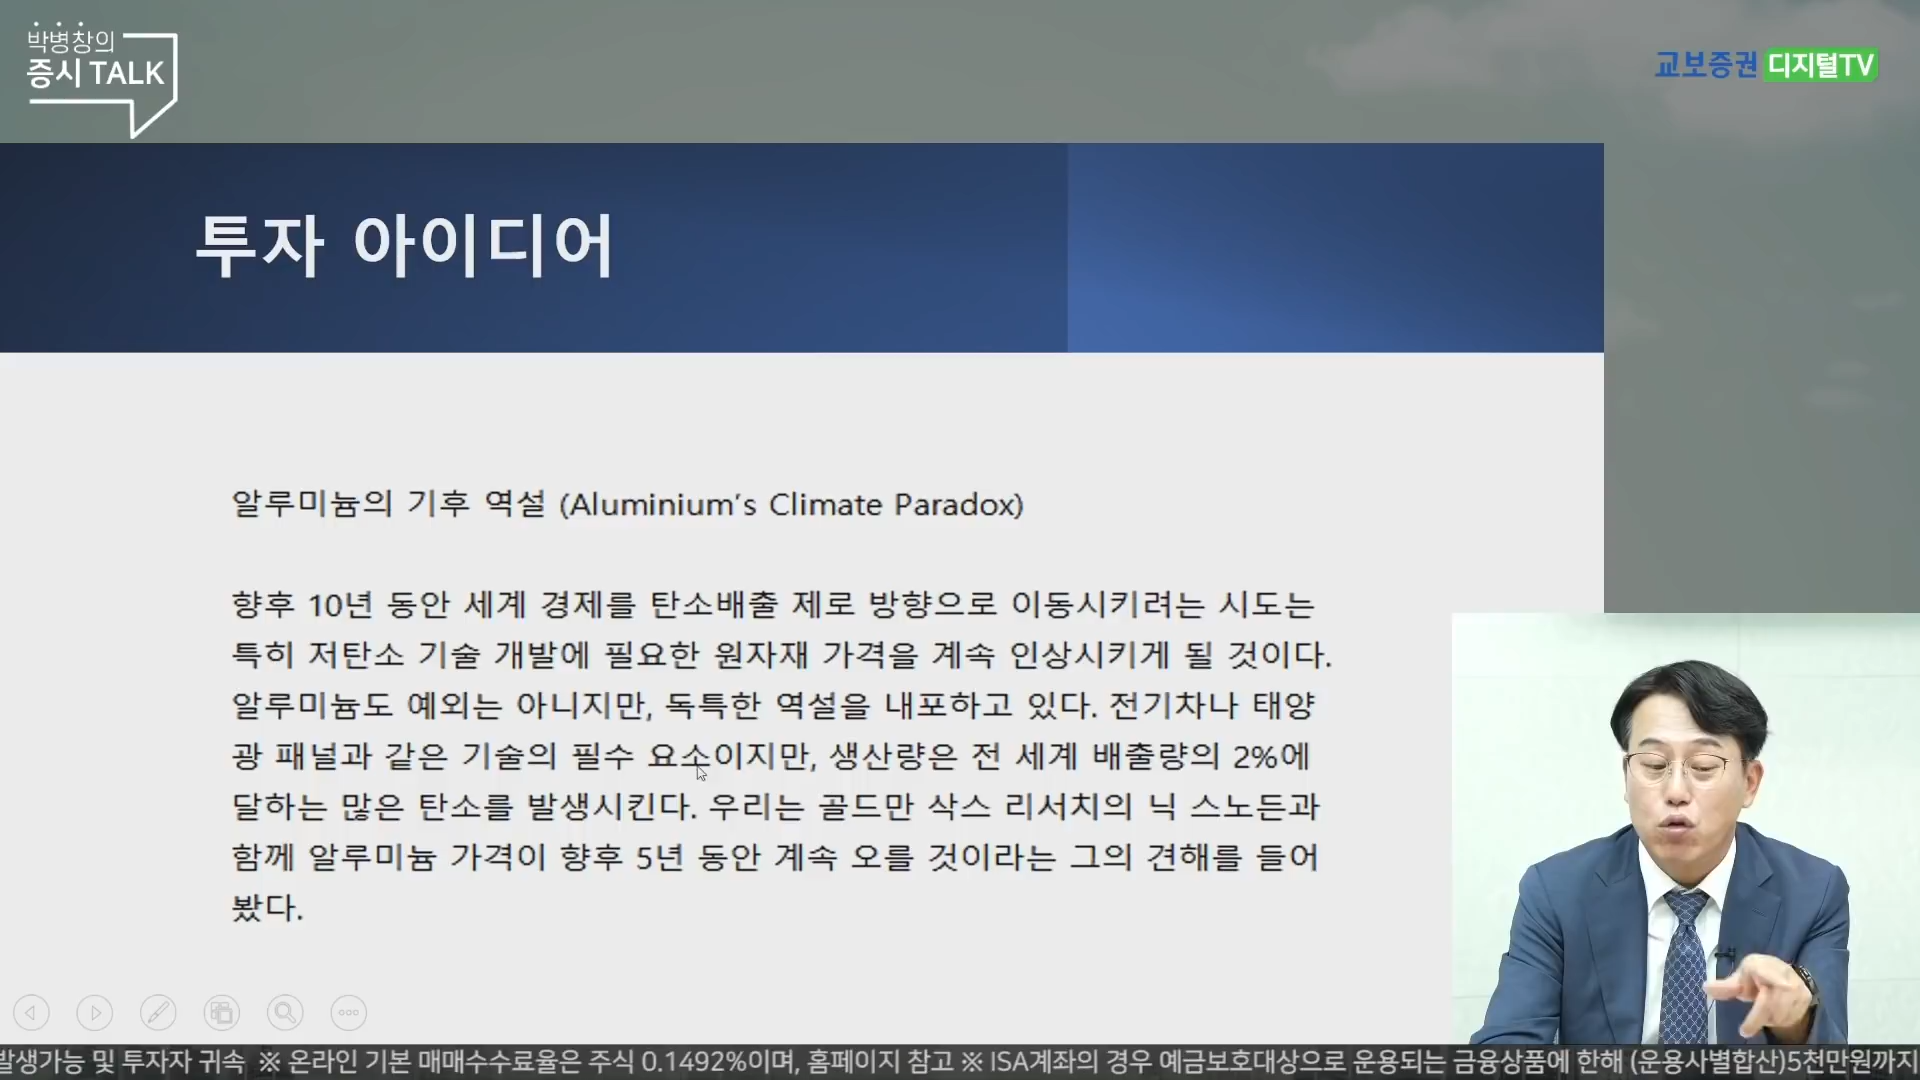 박병창의
증시 TALK
교보증권 디지털TV
투자 아이디어
알루미늄의 기후 역설 (Aluminium's Climate Paradox)
향후 10년 동안 세계 경제를 탄소배출 제로 방향으로 이동시키려는 시도는
특히 저탄소 기술 개발에 필요한 원자재 가격을 계속 인상시키게 될 것이다.
알루미늄도 예외는 아니지만, 독특한 역설을 내포하고 있다. 전기차나 태양
광 패널과 같은 기술의 필수 요소이지만, 생산량은 전 세계 배출량의 2%에
달하는 많은 탄소를 발생시킨다. 우리는 골드만 삭스 리서치의 닉 스노든과
함께 알루미늄 가격이 향후 5년 동안 계속 오를 것이라는 그의 견해를 들어
봤다.
발생가능 및 투자자 귀속 ※ 온라인 기본 매매수수료율은 주식 0.1492%이며, 홈페이지 참고 ※ ISA계좌의 경우 예금보호대상으로 운용되는 금융상품에 한해 (운용사별합산)5천만원까지